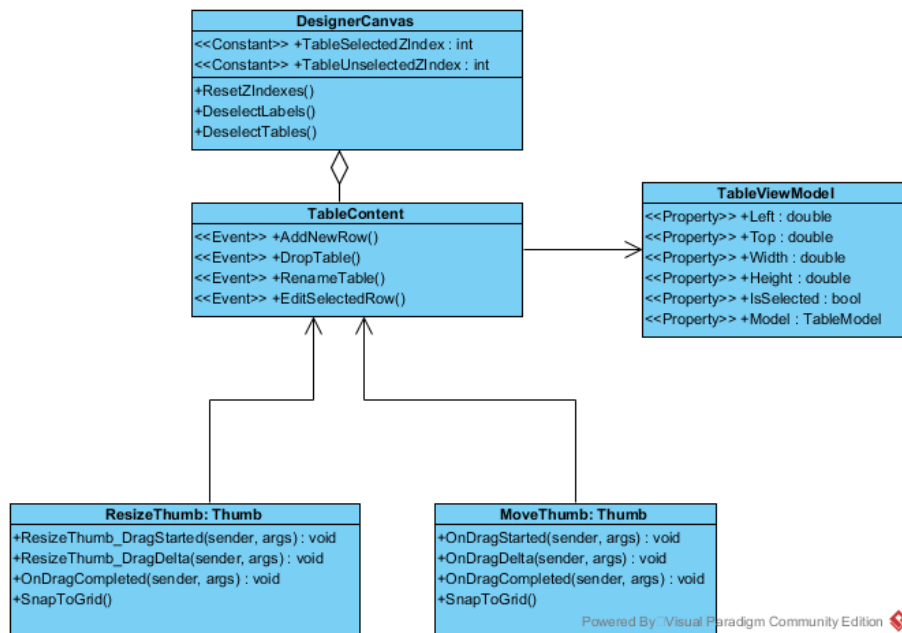 DesignerCanvas
<<Constant>> +TableSelectedZIndex : int
<<Constant>> +TableUnselectedZIndex : int
+ResetZIndexes()
+DeselectLabels()
+DeselectTables()
TableContent
<<Event>> +AddNewRow()
<<Event>> +DropTable()
<<Event>> +RenameTable()
<<Event>> +EditSelectedRow()
TableViewModel
<<Property>> +Left : double
<<Property>> +Top : double
<<Property>> +Width : double
<<Property>> +Height : double
<<Property>> +IsSelected : bool
<<Property>> +Model : TableModel
ResizeThumb: Thumb
+ResizeThumb_DragStarted(sender, args) : void
+ResizeThumb_DragDelta(sender, args) : void
+OnDragCompleted(sender, args) : void
+SnapToGrid()
MoveThumb: Thumb
+OnDragStarted(sender, args) : void
+OnDragDelta(sender, args) : void
+OnDragCompleted(sender, args) : void
+SnapToGrid()
Powered By Visual Paradigm Community Edition